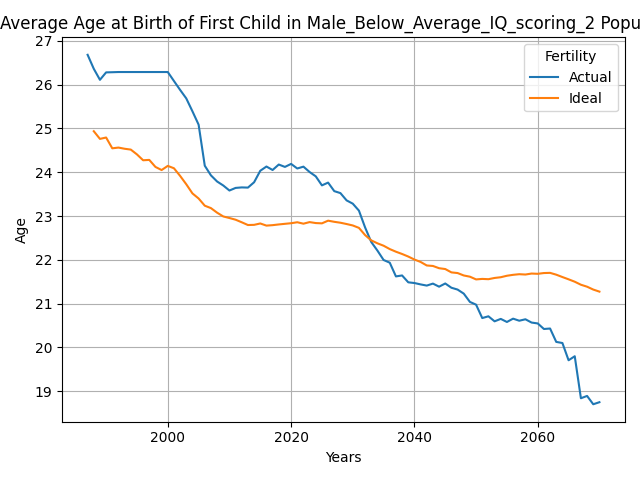 Average Age at Birth of First Child in Male_Below_Average_IQ_scoring_2 Popu
Fertility
Actual
Ideal
27
26
25
24
23
22
21
20
19
Age
2000
2020
2040
2060
Years